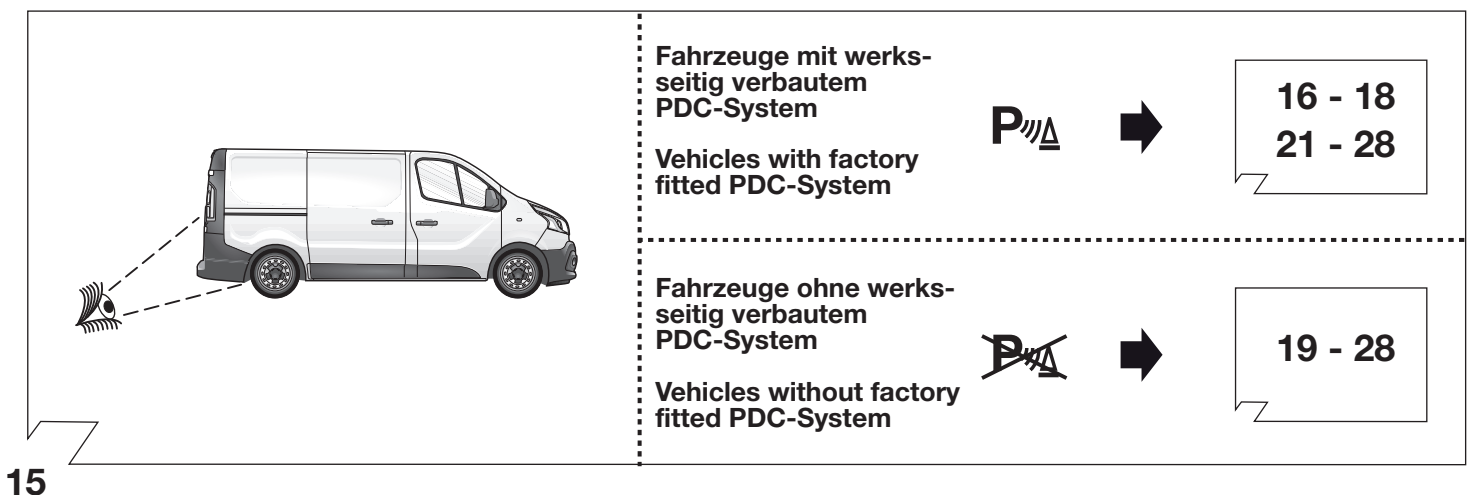 Fahrzeuge mit werks-
seitig verbautem
PDC-System
Vehicles with factory
fitted PDC-System
P
16 - 18
21 - 28
Fahrzeuge ohne werks-
seitig verbautem
PDC-System
Vehicles without factory
fitted PDC-System
P
19 - 28
15